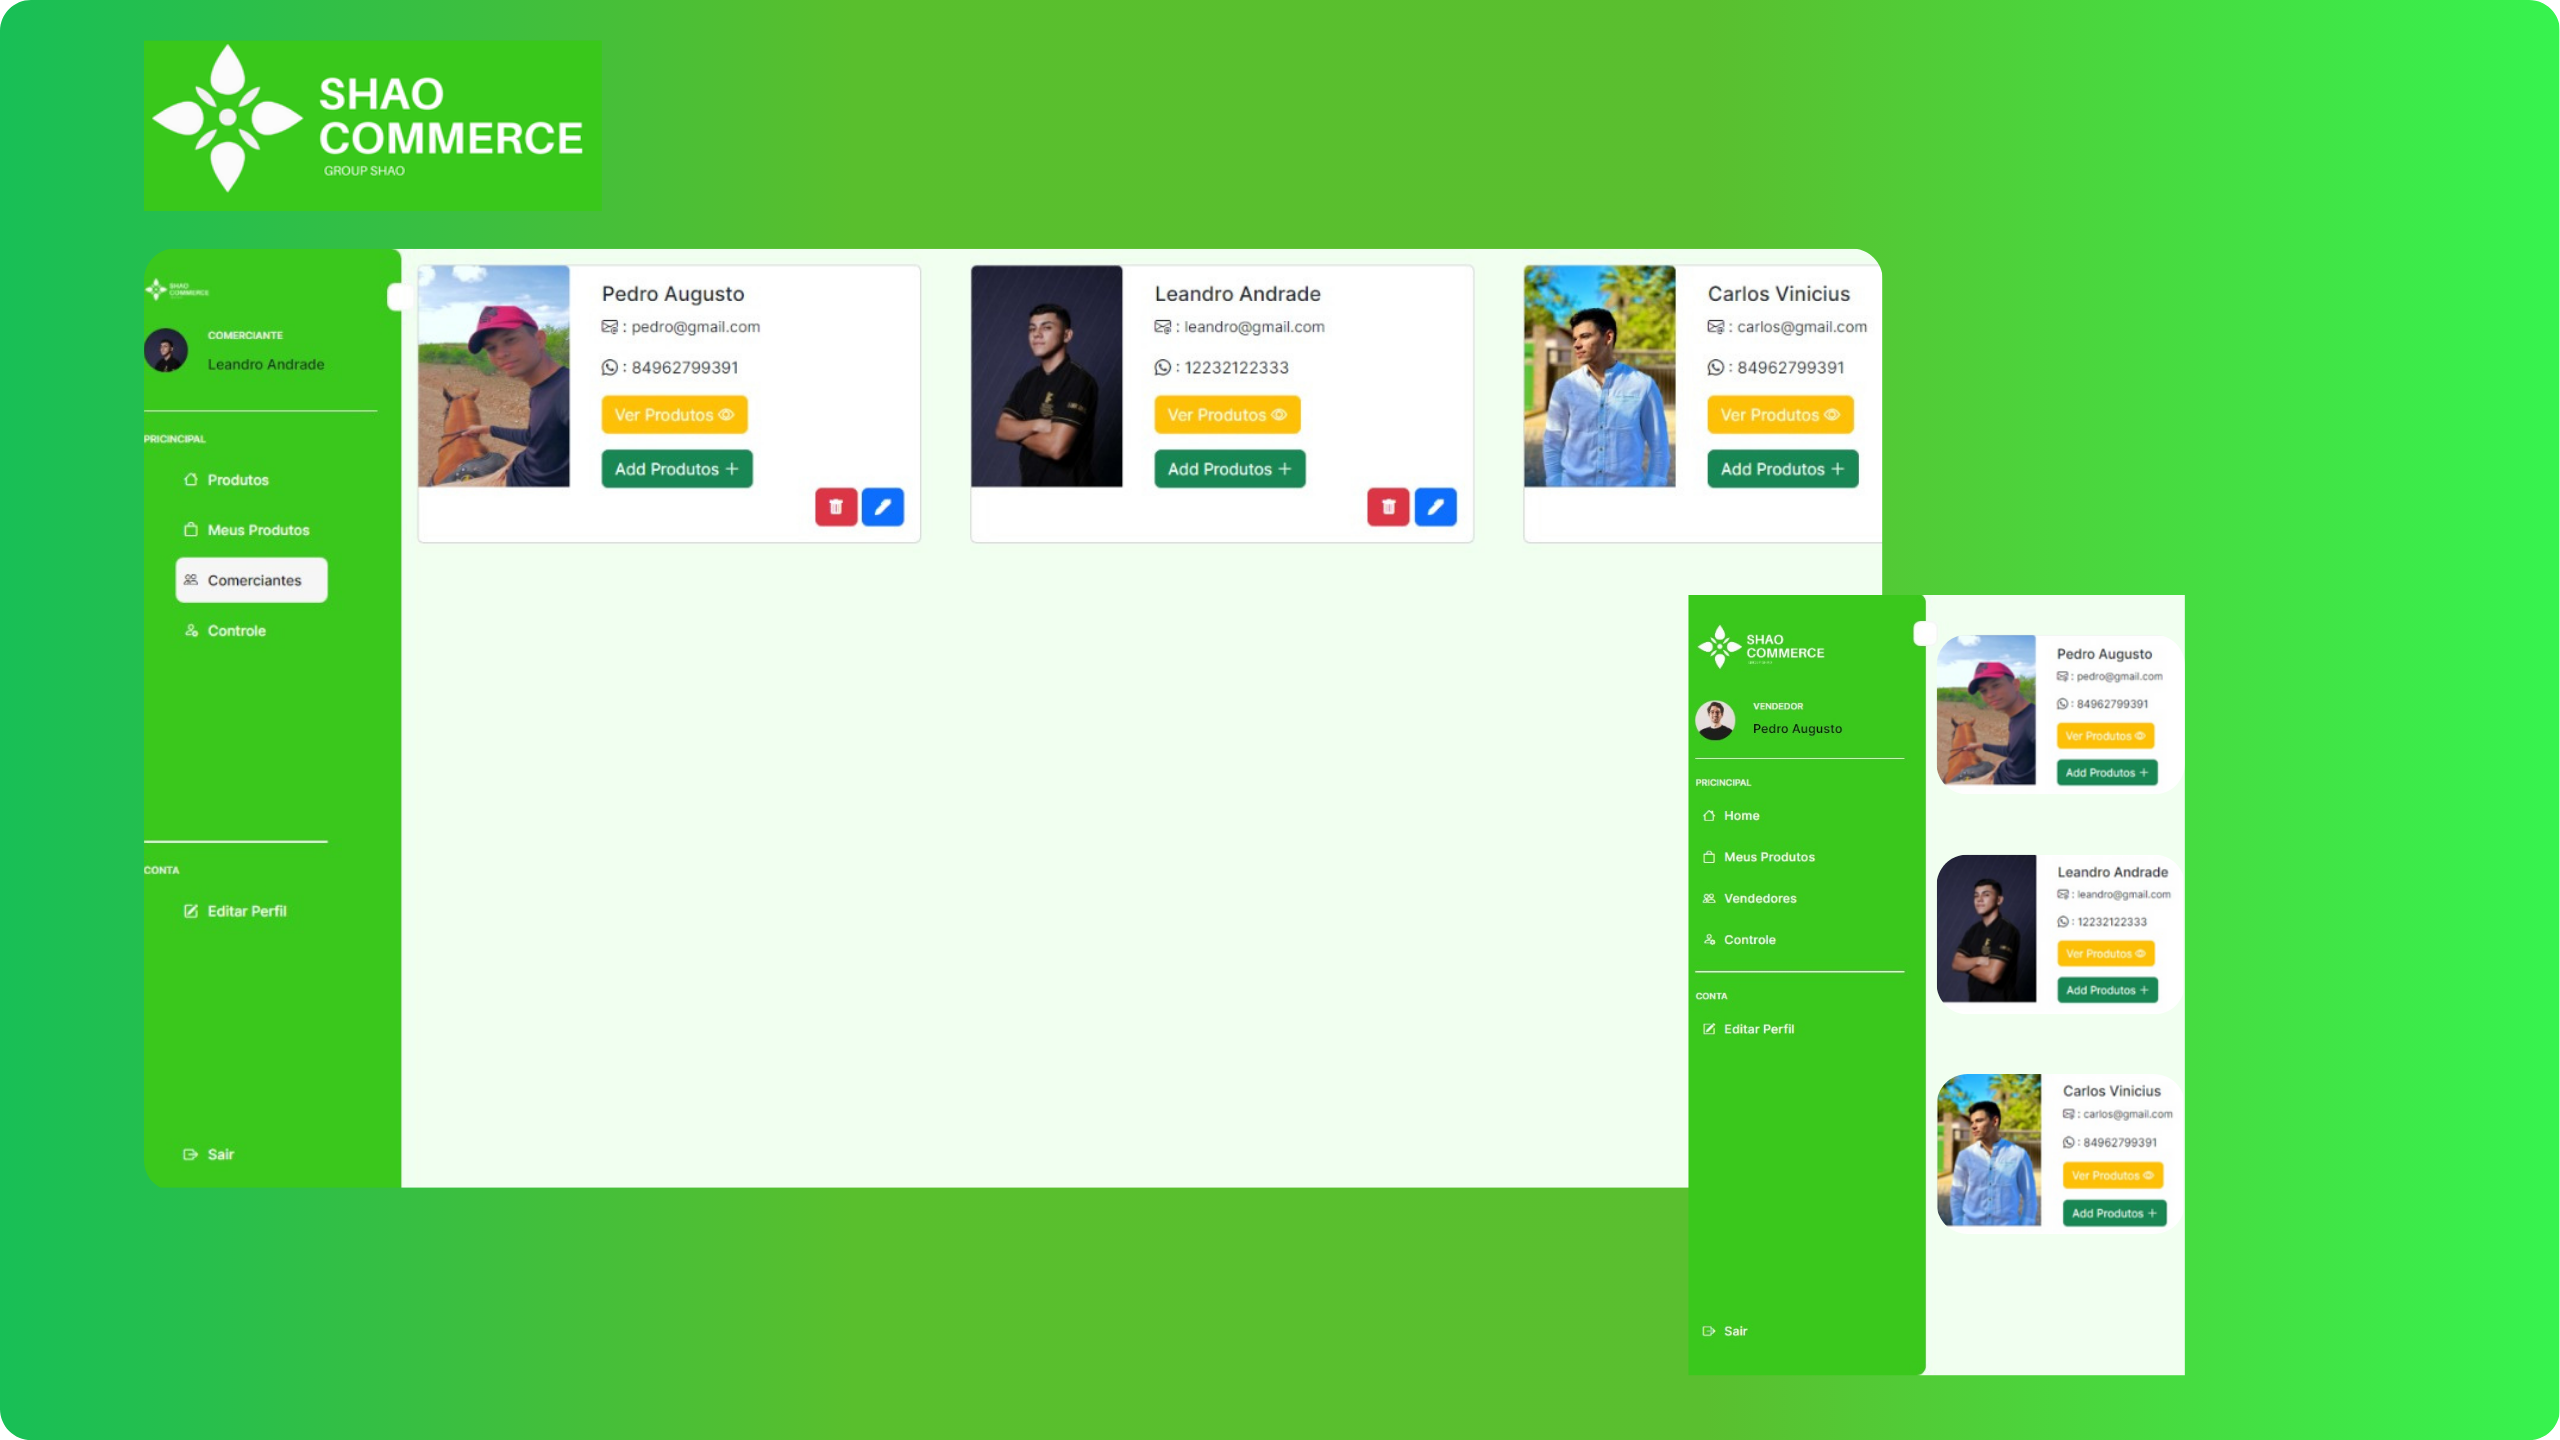 SHAO
COMMERCE
GROUP SHAO
SHAO
COMMERCE
COMERCIANTE
Leandro Andrade
PRICINCIPAL
Produtos
Meus Produtos
Comerciantes
Controle
CONTA
Editar Perfil
Sair
Pedro Augusto
: pedro@gmail.com
: 84962799391
Ver Produtos
Add Produtos +
Leandro Andrade
: leandro@gmail.com
: 12232122333
Ver Produtos
Add Produtos +
Carlos Vinicius
: carlos@gmail.com
: 84962799391
Ver Produtos
Add Produtos +
SHAO
COMMERCE
VENDEDOR
Pedro Augusto
PRICINCIPAL
Home
Meus Produtos
Vendedores
Controle
CONTA
Editar Perfil
Sair
Pedro Augusto
: pedro@gmail.com
: 84962799391
Ver Produtos
Add Produtos +
Leandro Andrade
: leandro@gmail.com
: 12232122333
Ver Produtos
Add Produtos +
Carlos Vinicius
: carlos@gmail.com
: 84962799391
Ver Produtos
Add Produtos +